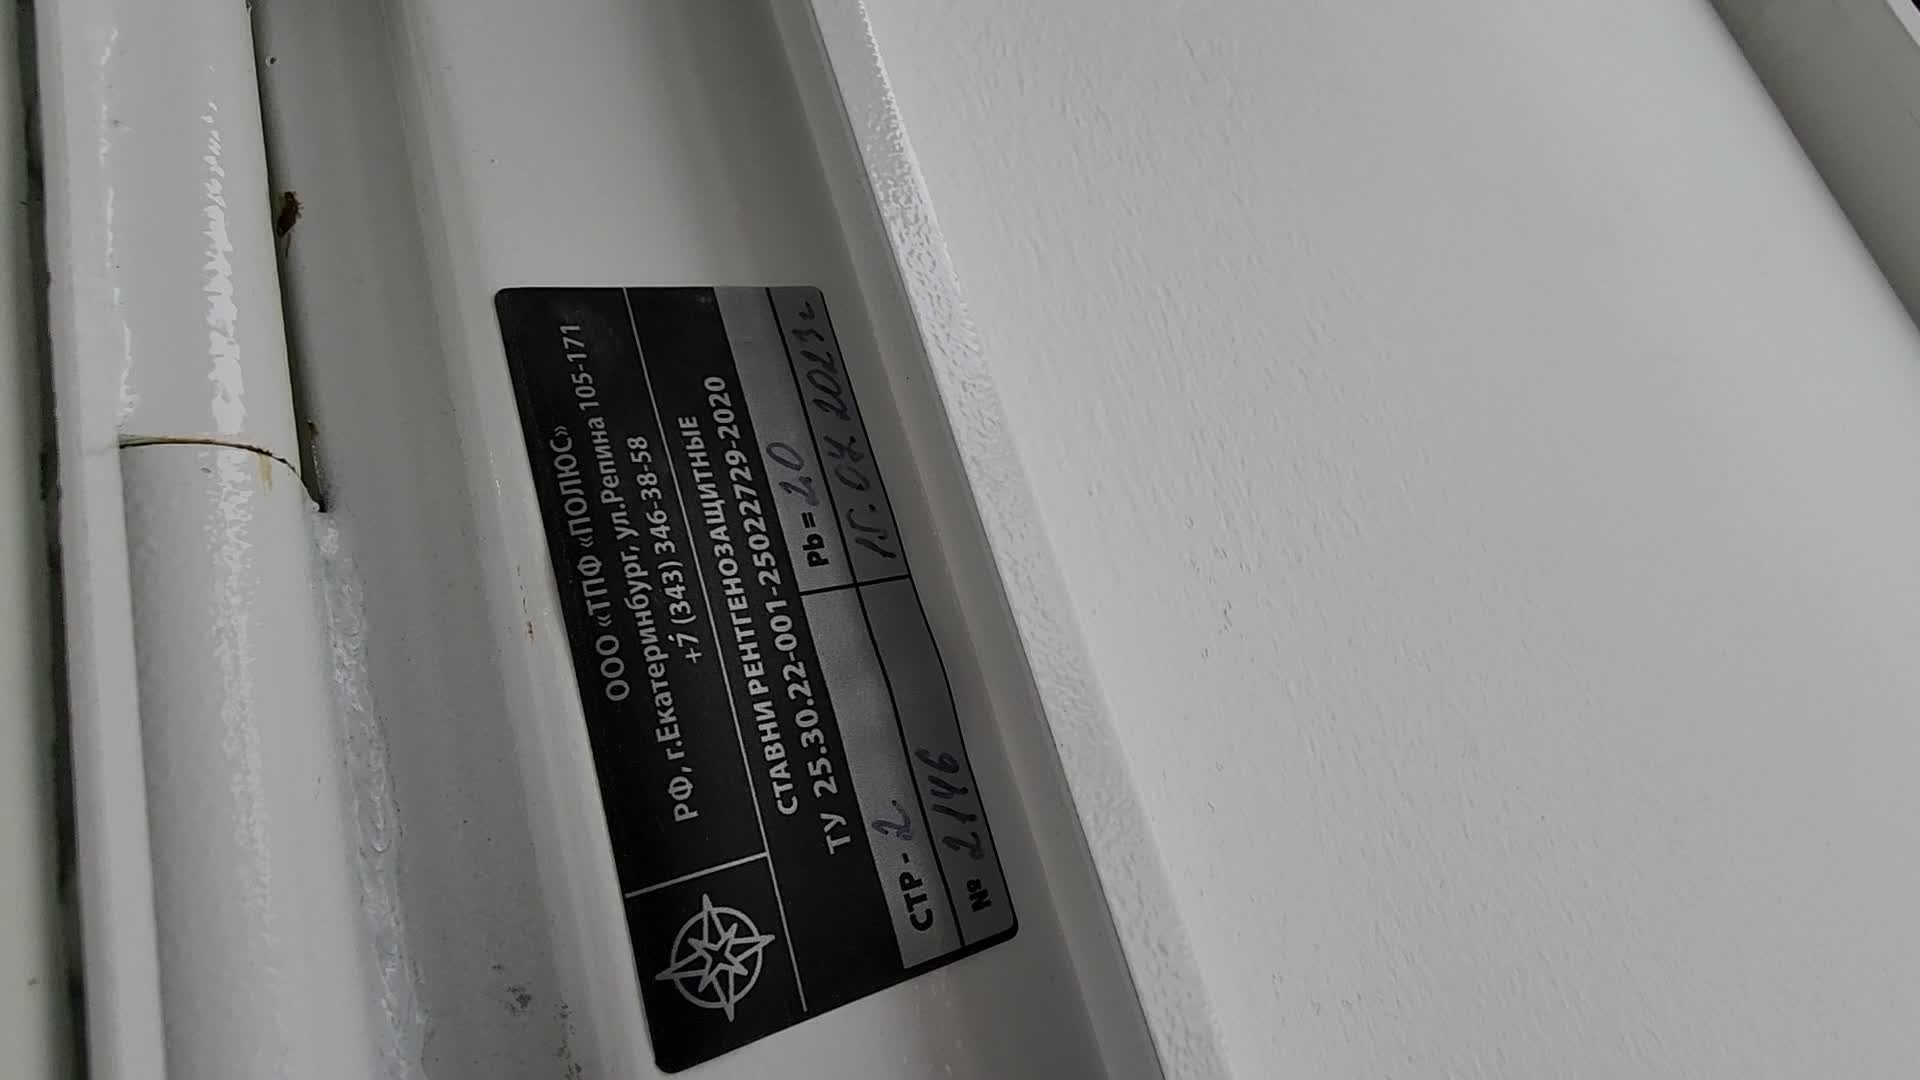 ООО «ТПФ «ПОЛЮС»
РФ, г.Екатеринбург, ул.Репина 105-171
+7 (343) 346-38-58
СТАВНИ РЕНТГЕНОЗАЩИТНЫЕ
ТУ 25.30.22-001-25022729-2020
СТР - 2 Pb = 2.0
№ 2146 15.07.2023г